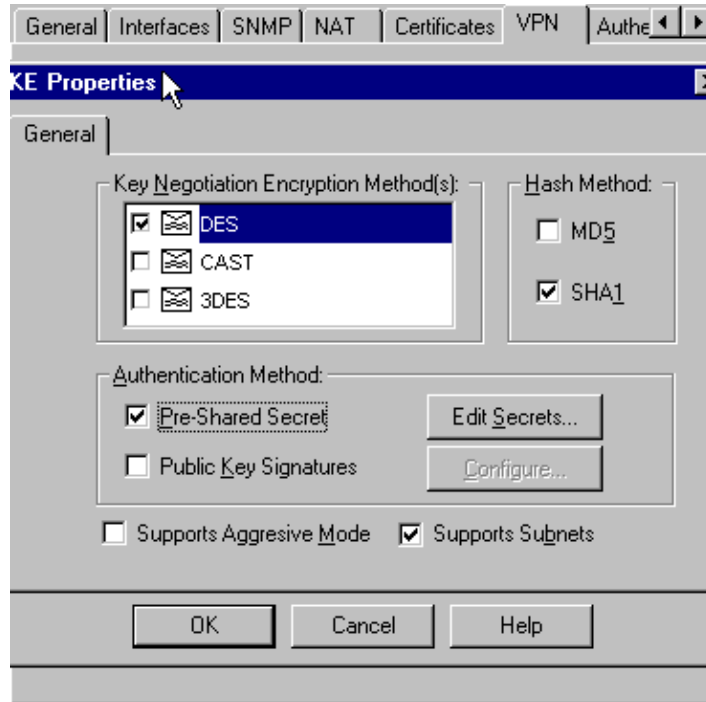 General Interfaces SNMP NAT Certificates VPN Authe
KE Properties
General
Key Negotiation Encryption Method(s): Hash Method:
DES MD5
CAST
3DES SHA1
Authentication Method:
Pre-Shared Secret Edit Secrets...
Public Key Signatures Configure...
Supports Aggresive Mode Supports Subnets
OK Cancel Help